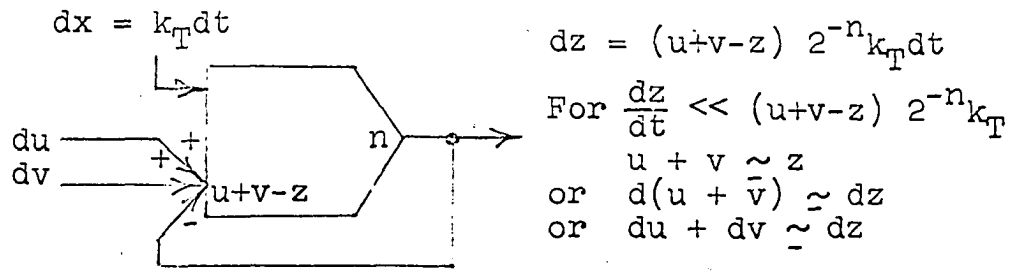 dx = k_T dt
du
dv
+
+
-
u+v-z
n
dz = (u+v-z) 2^{-n}k_T dt
For \frac{dz}{dt} << (u+v-z) 2^{-n}k_T
u + v ≃ z
or d(u + v) ≃ dz
or du + dv ≃ dz